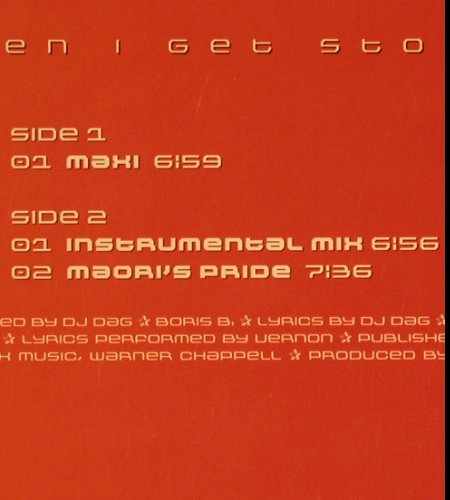 en I Get Sto
Side 1
01 Maxi 6:59
Side 2
01 Instrumental Mix 6:56
02 Maori's Pride 7:36
ed by DJ Dag ✰ Boris B. ✰ Lyrics by DJ Dag ✰
✰ Lyrics performed by Vernon ✰ Publishe
k Music, Warner Chappell ✰ Produced by